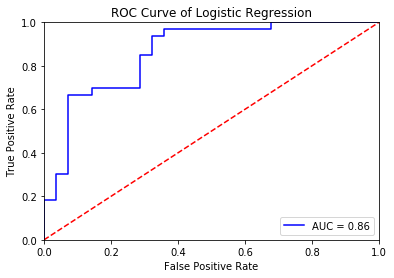 ROC Curve of Logistic Regression
1.0
0.8
0.6
0.4
0.2
0.0
True Positive Rate
AUC = 0.86
0.0 0.2 0.4 0.6 0.8 1.0
False Positive Rate